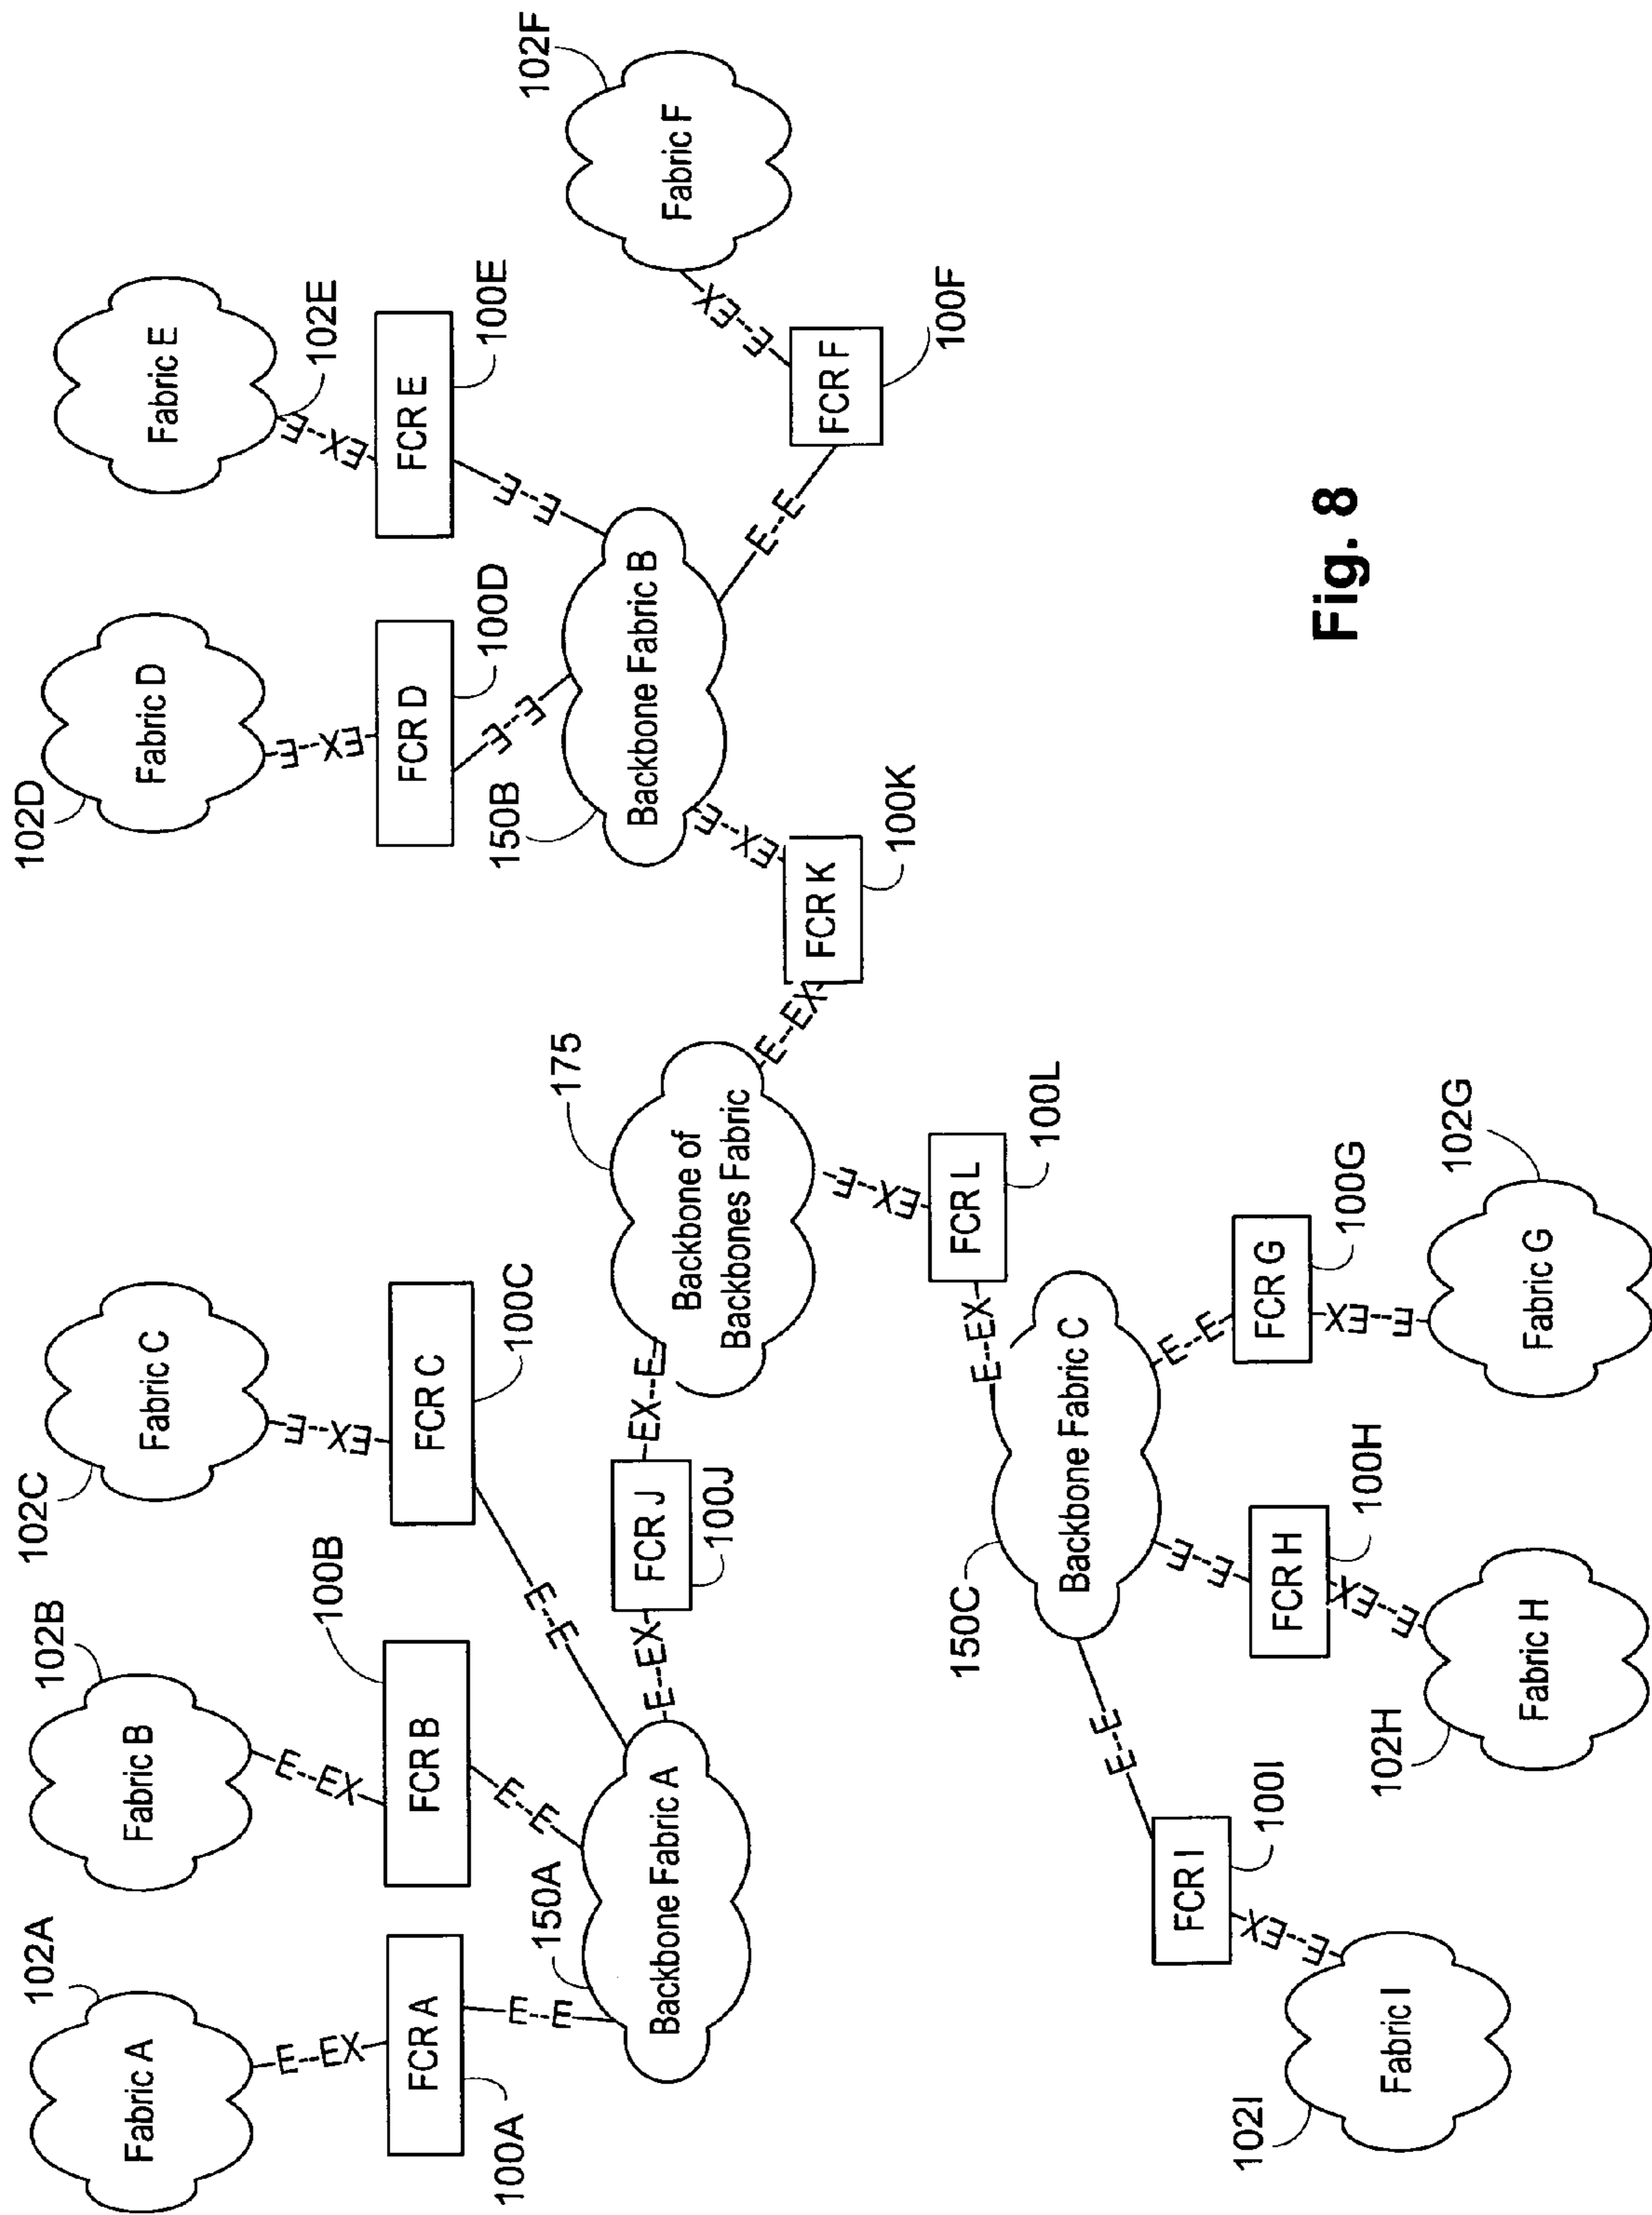 102A
Fabric A
E--EX
FCR A
100A
E--E
102B
Fabric B
E--EX
FCR B
100B
E--E
102C
Fabric C
E--EX
FCR C
100C
E--E
150A
Backbone Fabric A
E--EX
FCR J
100J
EX--E
175
Backbone of
Backbones Fabric
E--EX
FCR K
100K
EX--E
150B
Backbone Fabric B
102D
Fabric D
E--EX
FCR D
100D
E--E
102E
Fabric E
E--EX
FCR E
100E
E--E
102F
Fabric F
E--EX
FCR F
100F
E--E
E--EX
FCR L
100L
E--EX
150C
Backbone Fabric C
E--E
FCR I
100I
EX--E
102I
Fabric I
E--E
FCR H
100H
EX--E
102H
Fabric H
E--E
FCR G
100G
EX--E
102G
Fabric G
Fig. 8